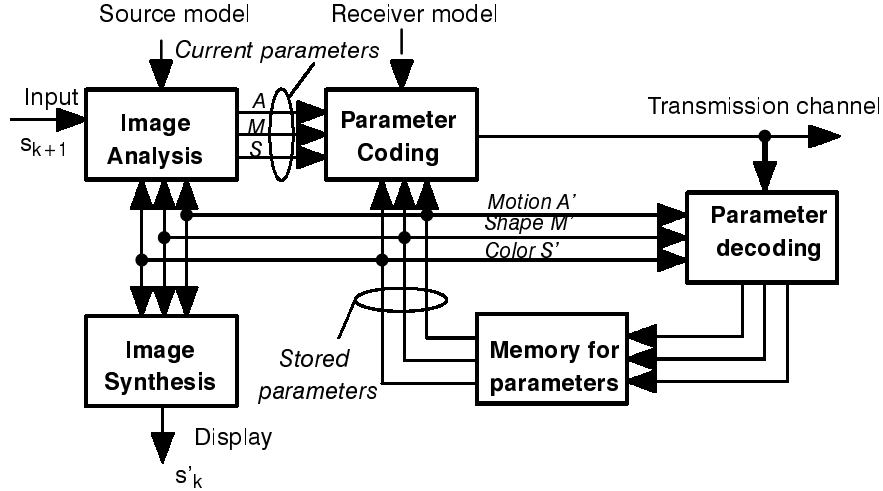 Source model
Receiver model
Current parameters
Input
s_{k+1}
Image
Analysis
A
M
S
Parameter
Coding
Transmission channel
Motion A'
Shape M'
Color S'
Parameter
decoding
Image
Synthesis
Stored
parameters
Memory for
parameters
Display
s'_k